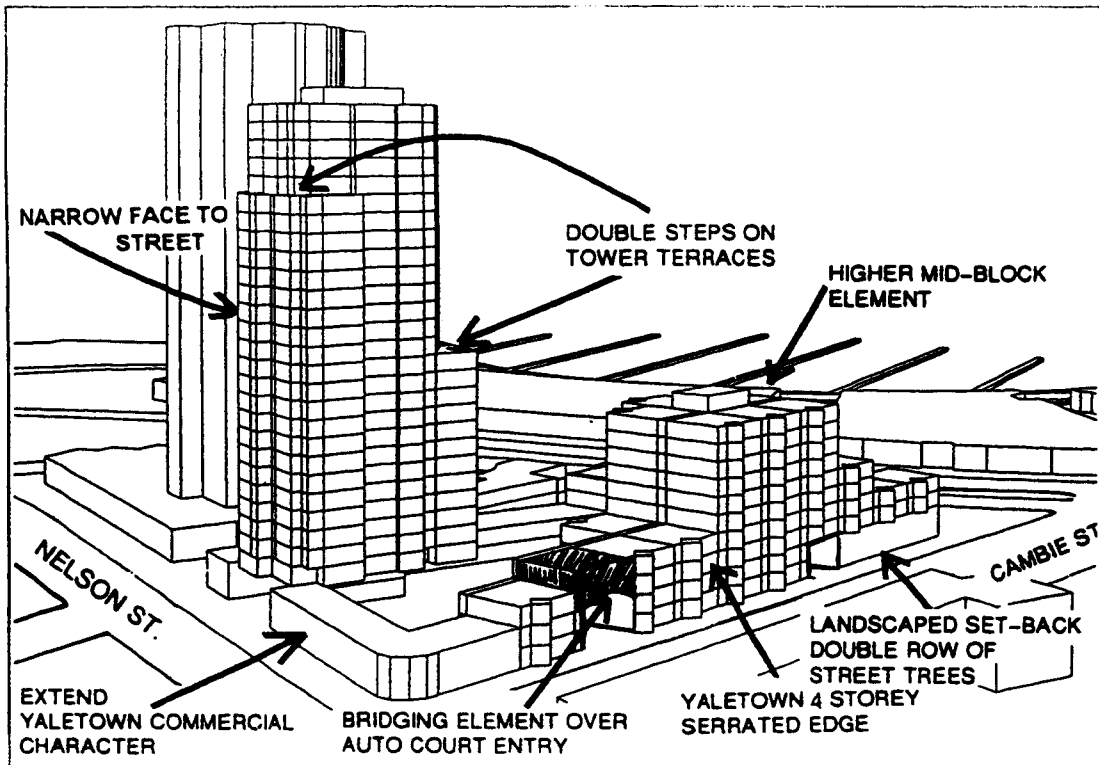 NARROW FACE TO
STREET
DOUBLE STEPS ON
TOWER TERRACES
HIGHER MID-BLOCK
ELEMENT
NELSON ST.
CAMBIE ST
EXTEND
YALETOWN COMMERCIAL
CHARACTER
BRIDGING ELEMENT OVER
AUTO COURT ENTRY
YALETOWN 4 STOREY
SERRATED EDGE
LANDSCAPED SET-BACK
DOUBLE ROW OF
STREET TREES